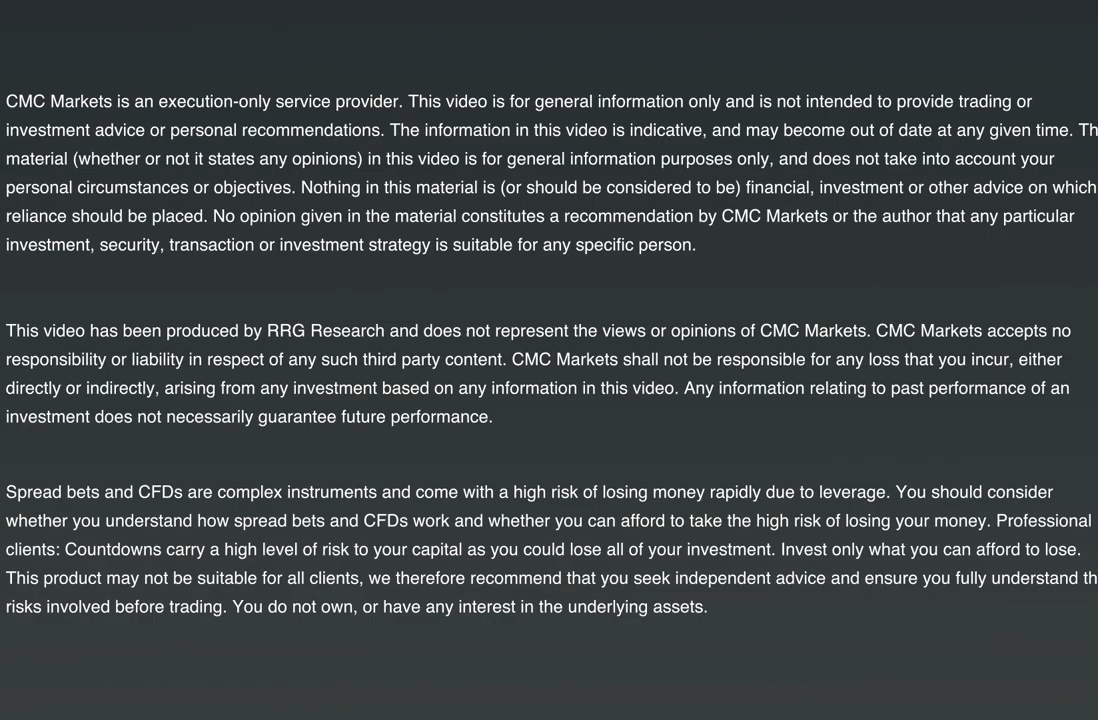 CMC Markets is an execution-only service provider. This video is for general information only and is not intended to provide trading or
investment advice or personal recommendations. The information in this video is indicative, and may become out of date at any given time. Th
material (whether or not it states any opinions) in this video is for general information purposes only, and does not take into account your
personal circumstances or objectives. Nothing in this material is (or should be considered to be) financial, investment or other advice on which
reliance should be placed. No opinion given in the material constitutes a recommendation by CMC Markets or the author that any particular
investment, security, transaction or investment strategy is suitable for any specific person.
This video has been produced by RRG Research and does not represent the views or opinions of CMC Markets. CMC Markets accepts no
responsibility or liability in respect of any such third party content. CMC Markets shall not be responsible for any loss that you incur, either
directly or indirectly, arising from any investment based on any information in this video. Any information relating to past performance of an
investment does not necessarily guarantee future performance.
Spread bets and CFDs are complex instruments and come with a high risk of losing money rapidly due to leverage. You should consider
whether you understand how spread bets and CFDs work and whether you can afford to take the high risk of losing your money. Professional
clients: Countdowns carry a high level of risk to your capital as you could lose all of your investment. Invest only what you can afford to lose.
This product may not be suitable for all clients, we therefore recommend that you seek independent advice and ensure you fully understand th
risks involved before trading. You do not own, or have any interest in the underlying assets.